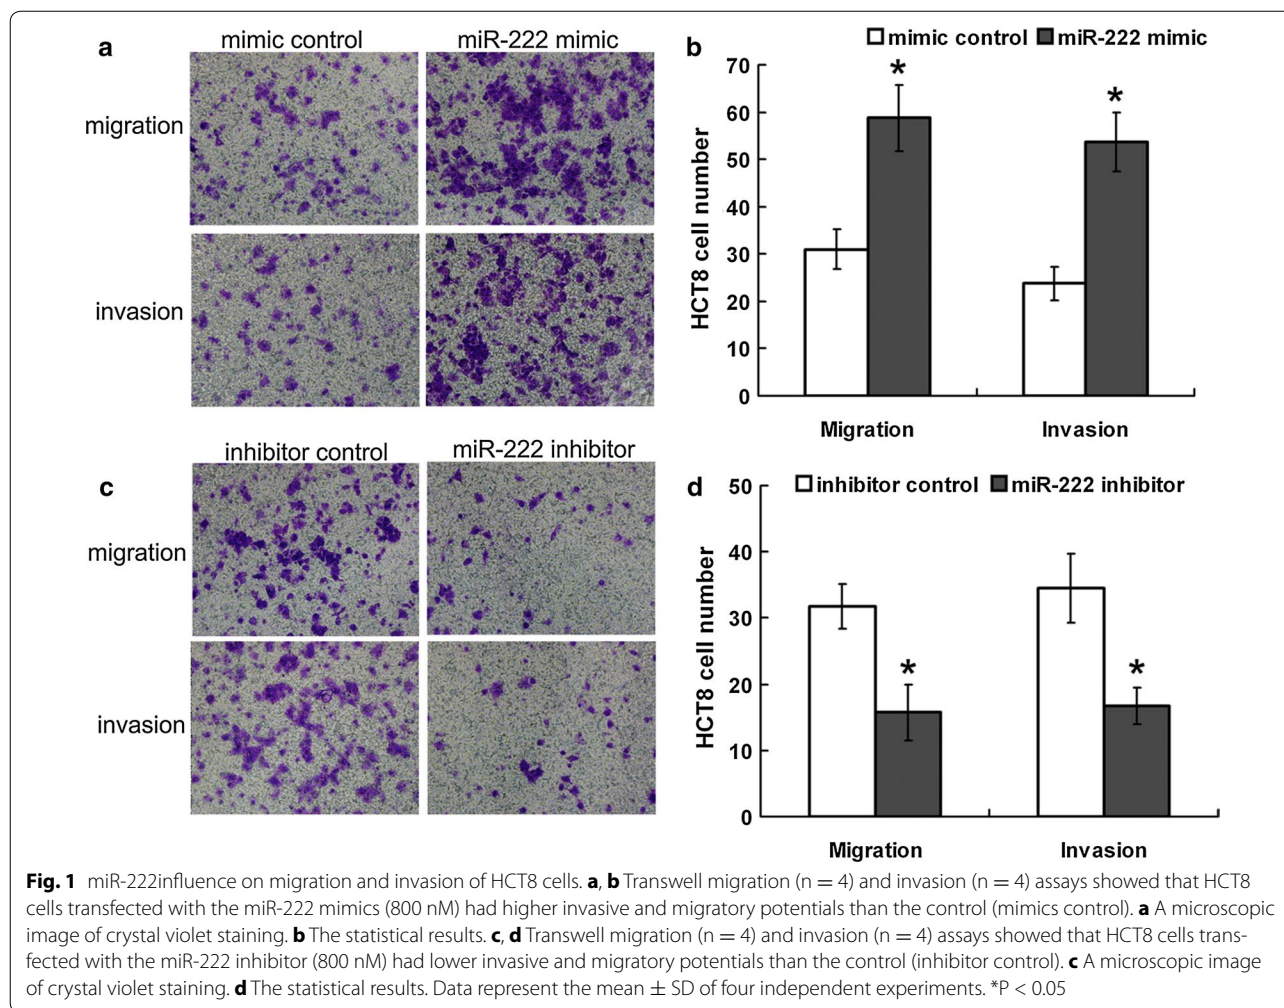 a
mimic control miR-222 mimic
migration
invasion
b
mimic control miR-222 mimic
HCT8 cell number
70
60
50
40
30
20
10
0
* *
Migration Invasion
c
inhibitor control miR-222 inhibitor
migration
invasion
d
inhibitor control miR-222 inhibitor
HCT8 cell number
50
40
30
20
10
0
* *
Migration Invasion
Fig. 1 miR-222influence on migration and invasion of HCT8 cells. a, b Transwell migration (n = 4) and invasion (n = 4) assays showed that HCT8
cells transfected with the miR-222 mimics (800 nM) had higher invasive and migratory potentials than the control (mimics control). a A microscopic
image of crystal violet staining. b The statistical results. c, d Transwell migration (n = 4) and invasion (n = 4) assays showed that HCT8 cells trans-
fected with the miR-222 inhibitor (800 nM) had lower invasive and migratory potentials than the control (inhibitor control). c A microscopic image
of crystal violet staining. d The statistical results. Data represent the mean ± SD of four independent experiments. *P < 0.05